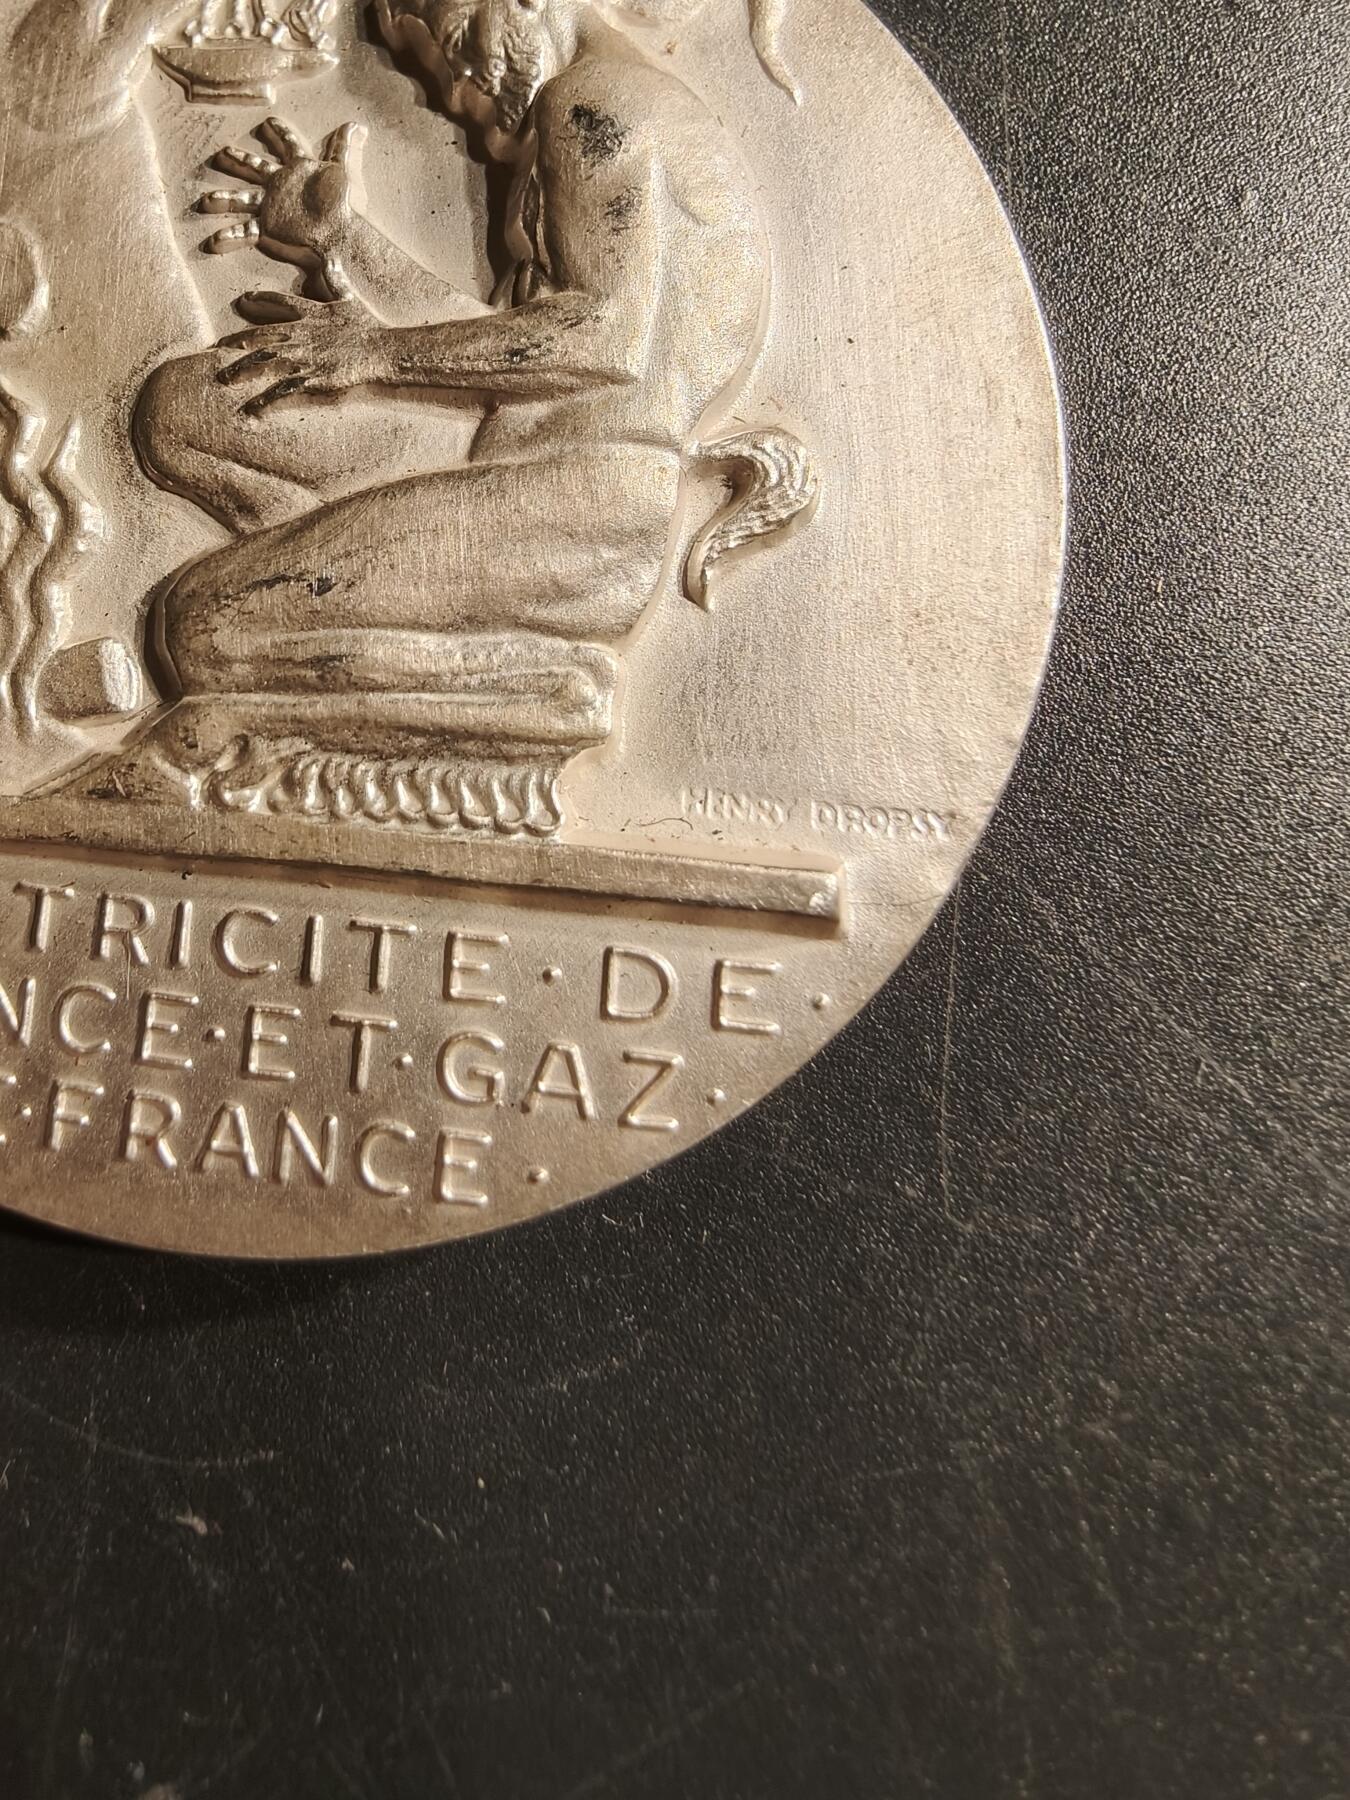 HENRY DROPSY
TRICITE · DE ·
NCE · ET · GAZ ·
· FRANCE ·